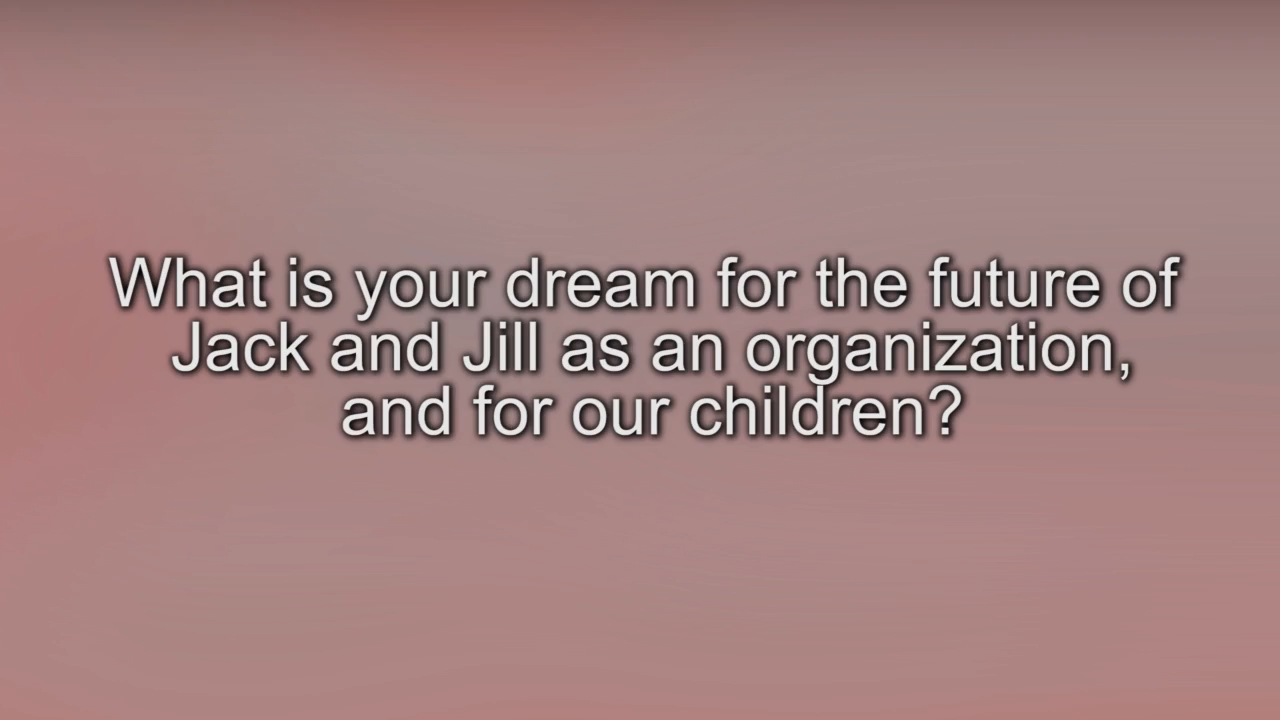 What is your dream for the future of
Jack and Jill as an organization,
and for our children?